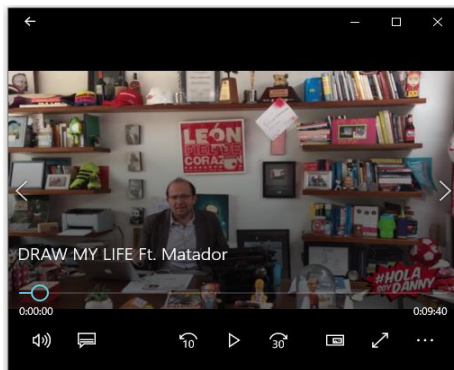 LEÓN
CORAZÓN
DRAW MY LIFE Ft. Matador
#HOLA
SOY DANNY
0:00:00
0:09:40
10
30